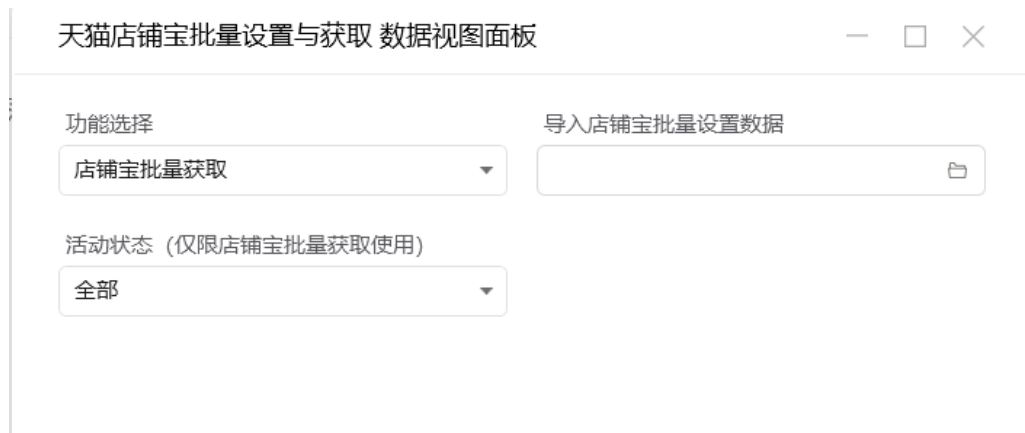 天猫店铺宝批量设置与获取 数据视图面板
功能选择
导入店铺宝批量设置数据
店铺宝批量获取
活动状态（仅限店铺宝批量获取使用）
全部